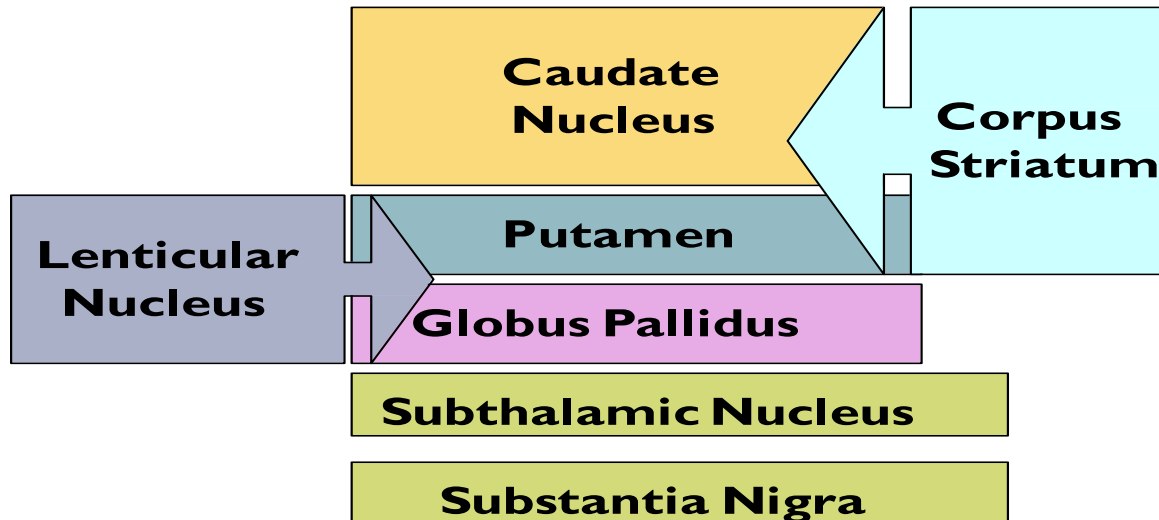 Caudate
Nucleus
Corpus
Striatum
Lenticular
Nucleus
Putamen
Globus Pallidus
Subthalamic Nucleus
Substantia Nigra